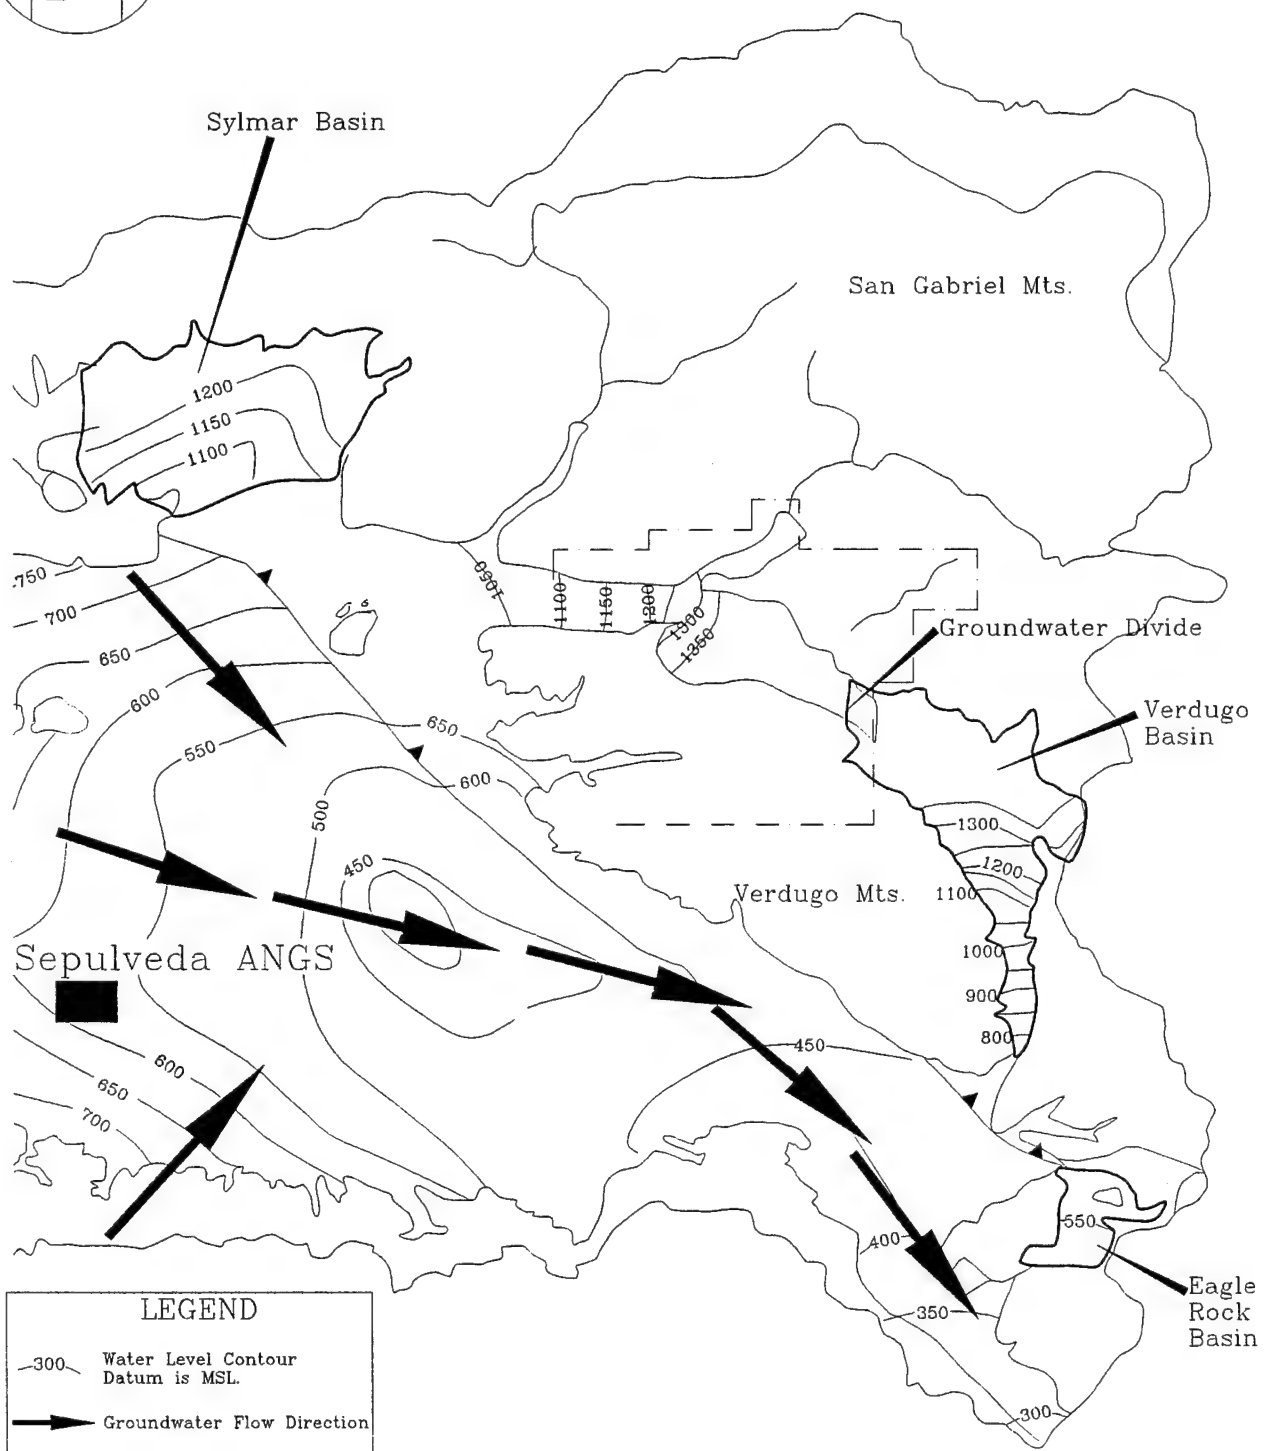 Sylmar Basin
San Gabriel Mts.
1200
1150
1100
1050
1100
1150
1200
1300
1350
750
700
650
600
550
Groundwater Divide
Verdugo
Basin
650
600
500
450
1300
1200
1100
1000
900
800
Verdugo Mts.
Sepulveda ANGS
450
600
650
700
550
400
350
300
Eagle
Rock
Basin
LEGEND
300
Water Level Contour
Datum is MSL.
Groundwater Flow Direction